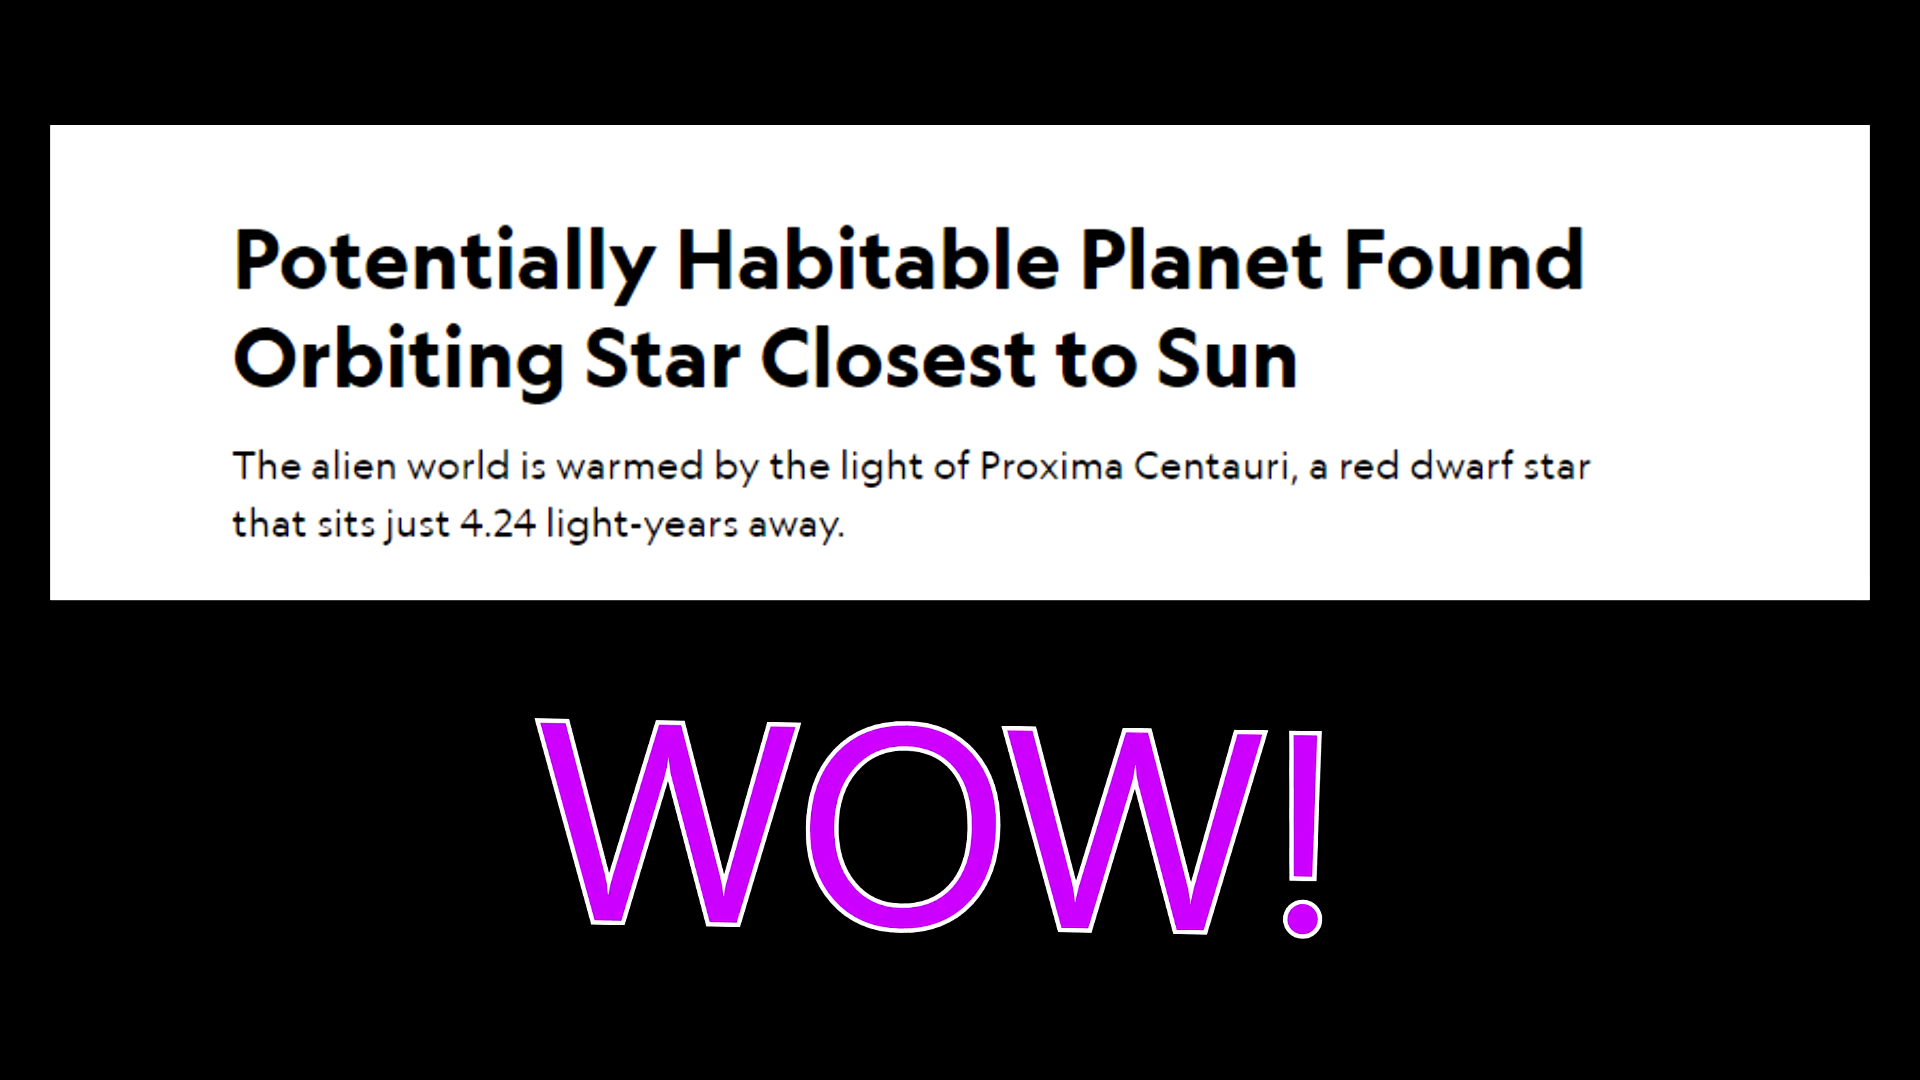 Potentially Habitable Planet Found
Orbiting Star Closest to Sun
The alien world is warmed by the light of Proxima Centauri, a red dwarf star
that sits just 4.24 light-years away.
WOW!